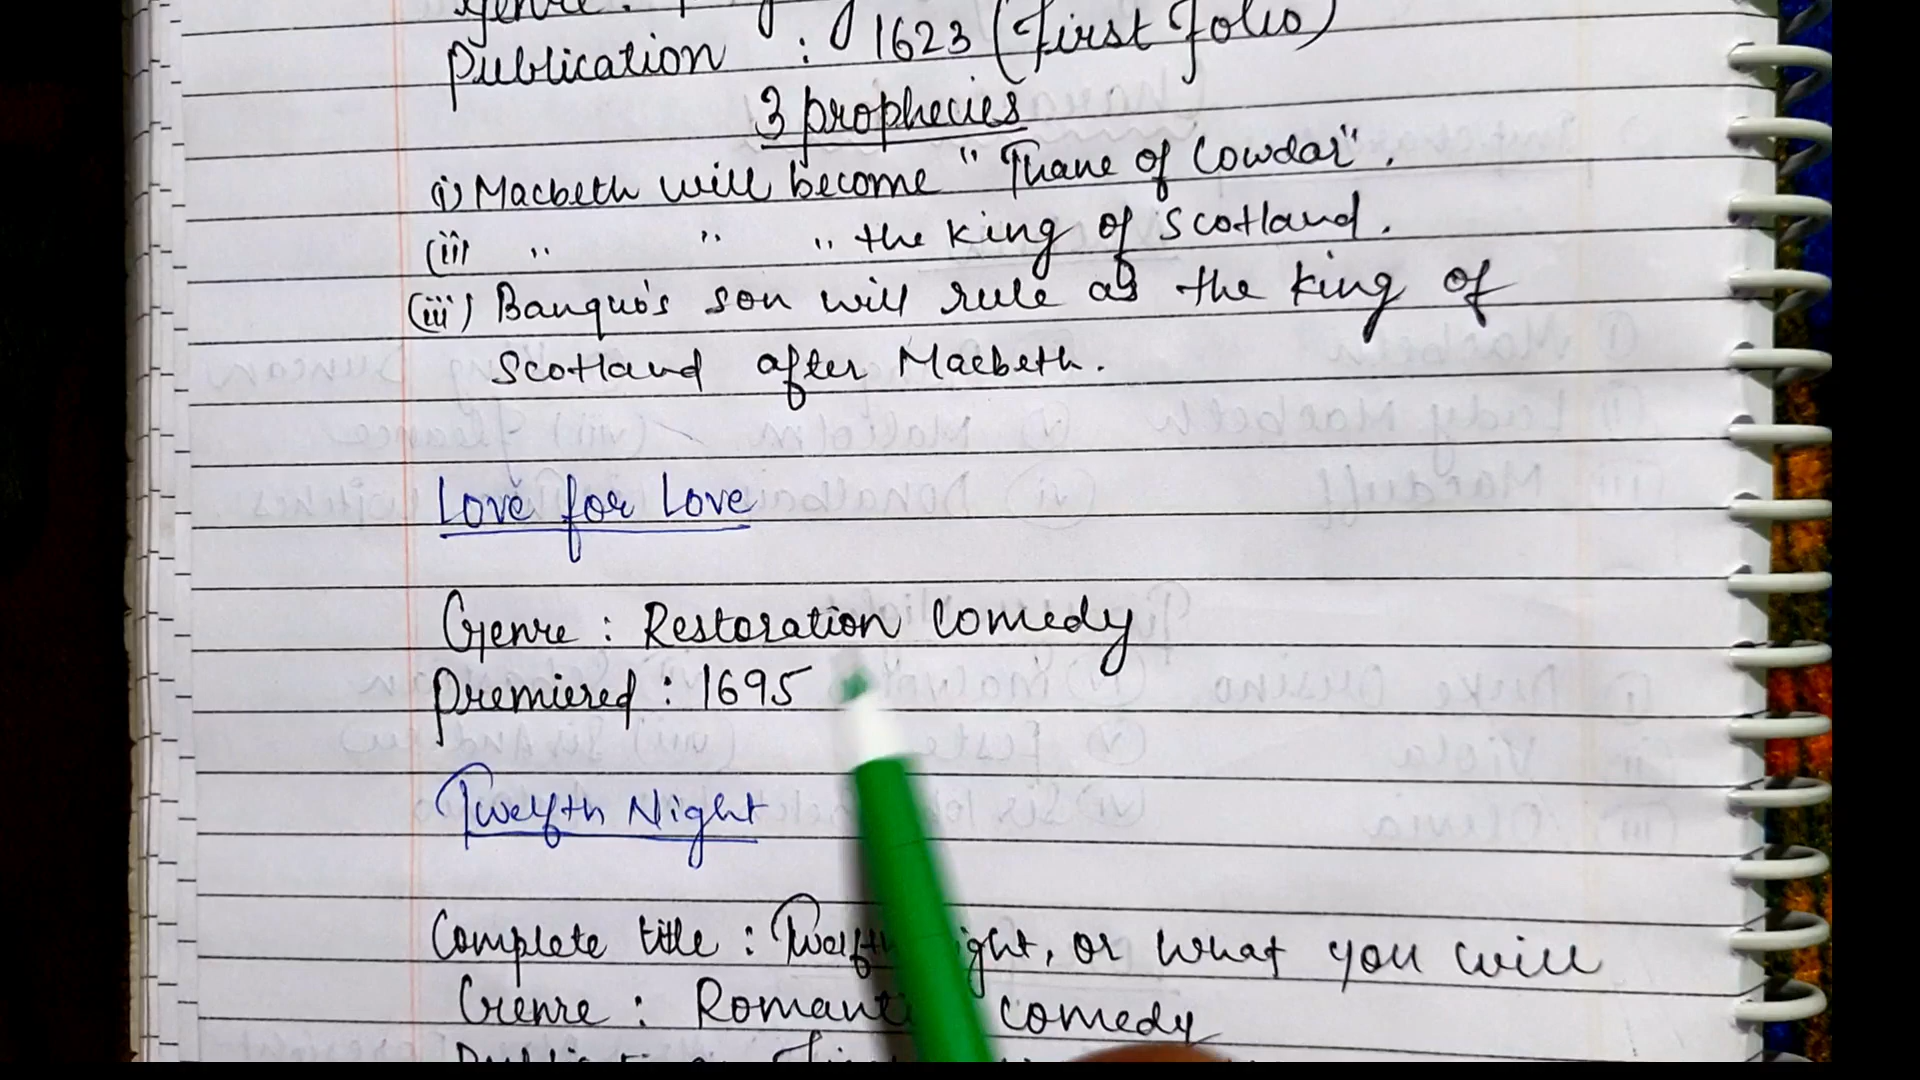 Genre :
Publication : 1623 (First Folio)
3 prophecies
(i) Macbeth will become "Thane of Cowdar".
(ii) " " " the king of Scotland.
(iii) Banquo's son will rule as the king of
Scotland after Macbeth.
Love for Love
Genre : Restoration Comedy
Premiered : 1695
Twelfth Night
Complete title : Twelfth Night, or what you will
Genre : Romantic comedy